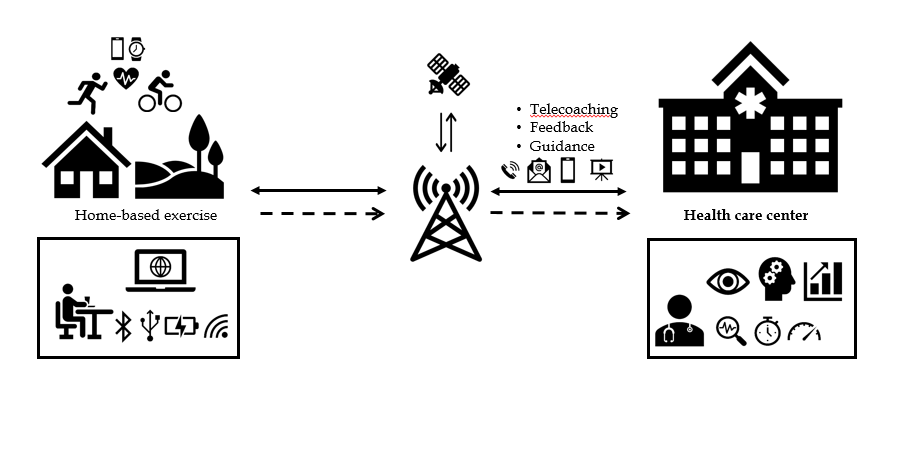 • Telecoaching
• Feedback
• Guidance
Home-based exercise
Health care center